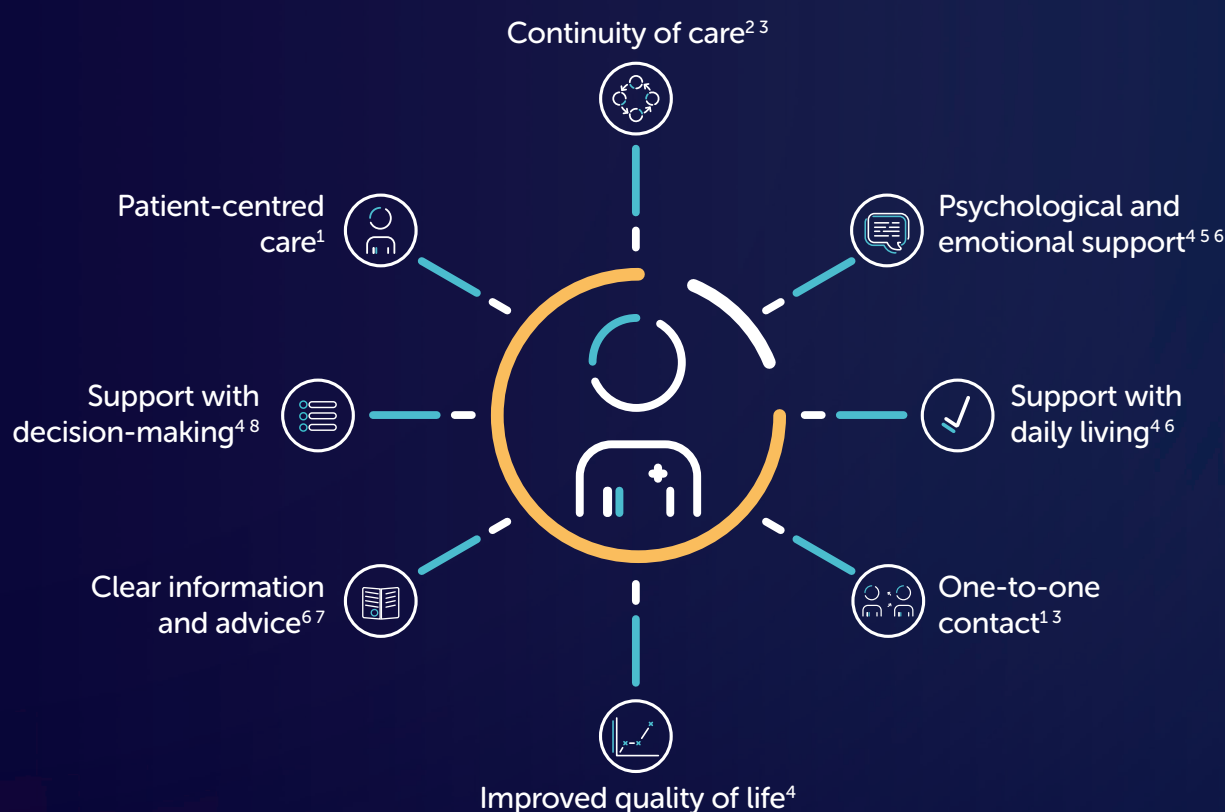 Continuity of care² ³
Patient-centred
care¹
Psychological and
emotional support⁴ ⁵ ⁶
Support with
decision-making⁴ ⁸
Support with
daily living⁴ ⁶
Clear information
and advice⁶ ⁷
One-to-one
contact¹ ³
Improved quality of life⁴